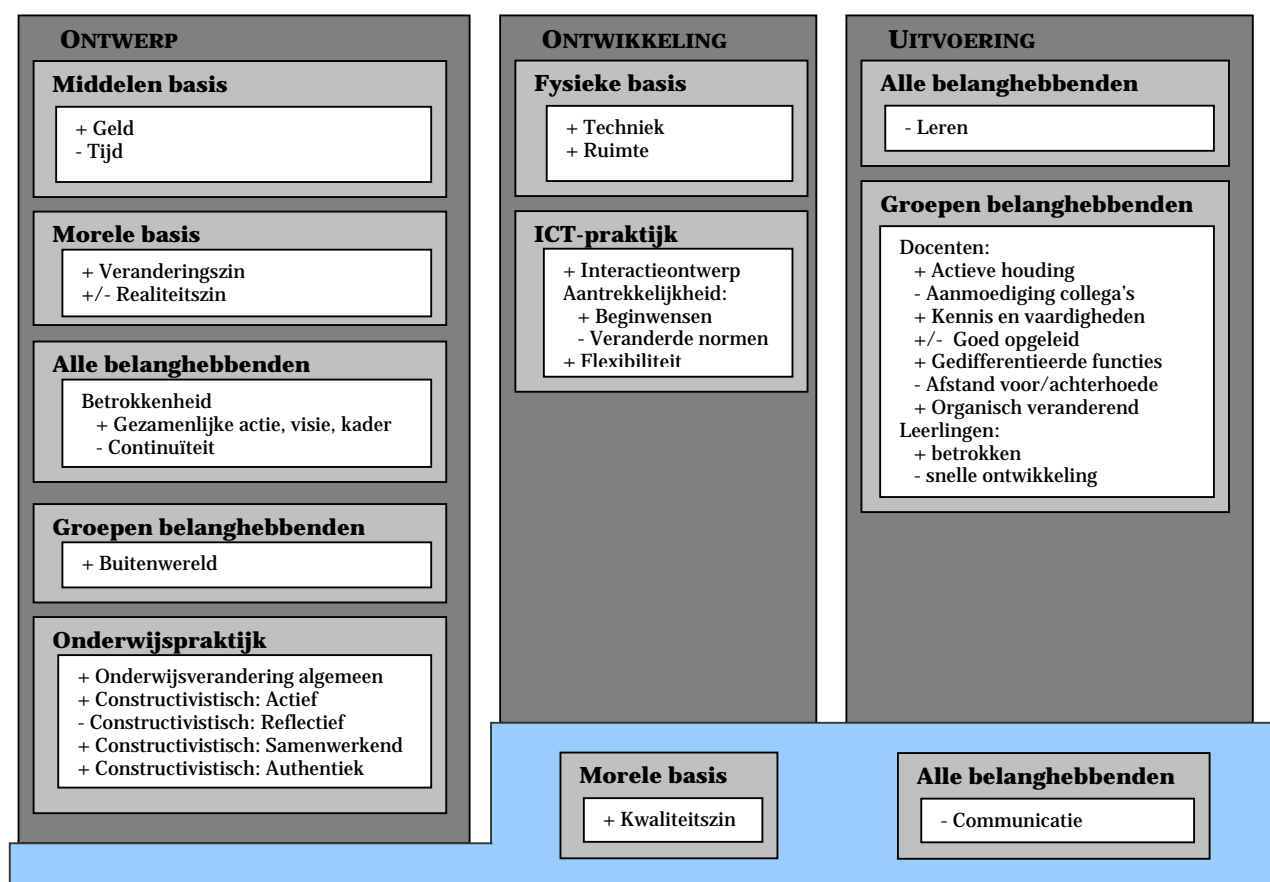 ONTWERP
Middelen basis
+ Geld
- Tijd
Morele basis
+ Veranderingszin
+/- Realiteitszin
Alle belanghebbenden
Betrokkenheid
+ Gezamenlijke actie, visie, kader
- Continuïteit
Groepen belanghebbenden
+ Buitenwereld
Onderwijspraktijk
+ Onderwijsverandering algemeen
+ Constructivistisch: Actief
- Constructivistisch: Reflectief
+ Constructivistisch: Samenwerkend
+ Constructivistisch: Authentiek
ONTWIKKELING
Fysieke basis
+ Techniek
+ Ruimte
ICT-praktijk
+ Interactieontwerp
Aantrekkelijkheid:
+ Beginwensen
- Veranderde normen
+ Flexibiliteit
UITVOERING
Alle belanghebbenden
- Leren
Groepen belanghebbenden
Docenten:
+ Actieve houding
- Aanmoediging collega's
+ Kennis en vaardigheden
+/- Goed opgeleid
+ Gedifferentieerde functies
- Afstand voor/achterhoede
+ Organisch veranderend
Leerlingen:
+ betrokken
- snelle ontwikkeling
Morele basis
+ Kwaliteitszin
Alle belanghebbenden
- Communicatie